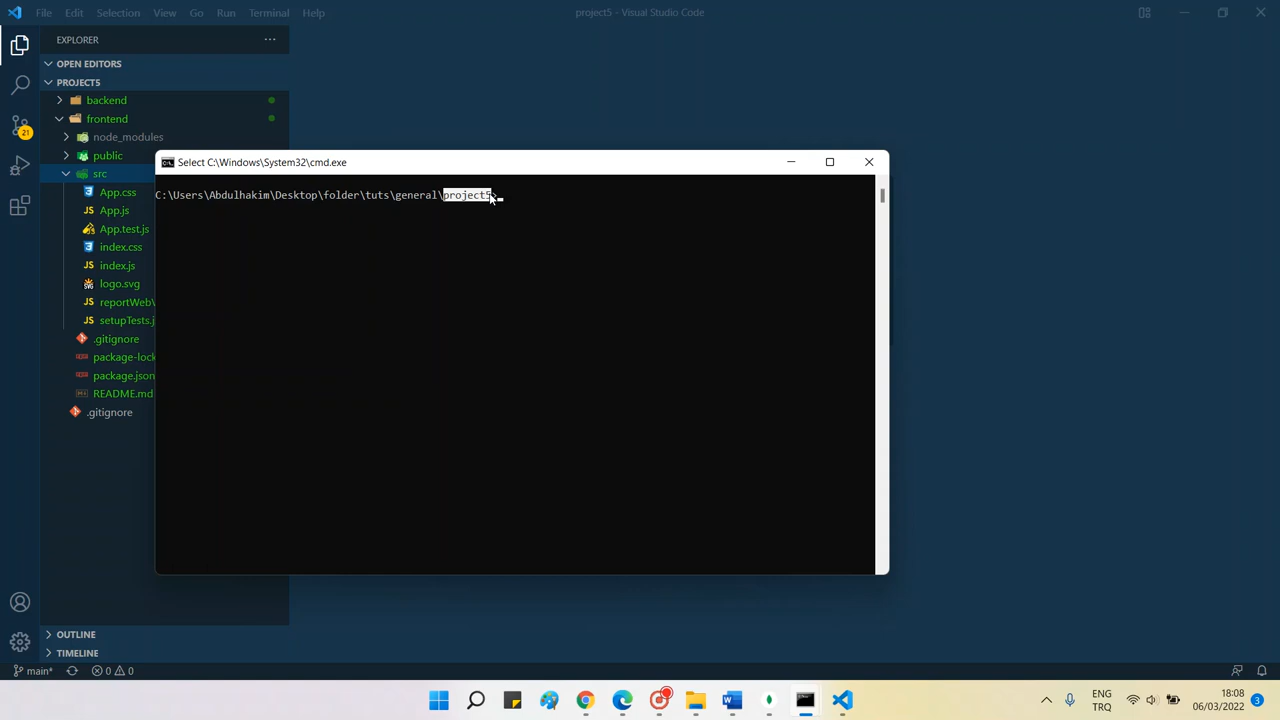 File Edit Selection View Go Run Terminal Help
project5 - Visual Studio Code
EXPLORER
OPEN EDITORS
PROJECT5
backend
frontend
node_modules
public
src
App.css
App.js
App.test.js
index.css
index.js
logo.svg
reportWeb
setupTests.j
.gitignore
package-lock
package.json
README.md
.gitignore
OUTLINE
TIMELINE
Select C:\Windows\System32\cmd.exe
C:\Users\Abdulhakim\Desktop\folder\tuts\general\project5>
21
main* 0 0
ENG
TRQ
18:08
06/03/2022
3